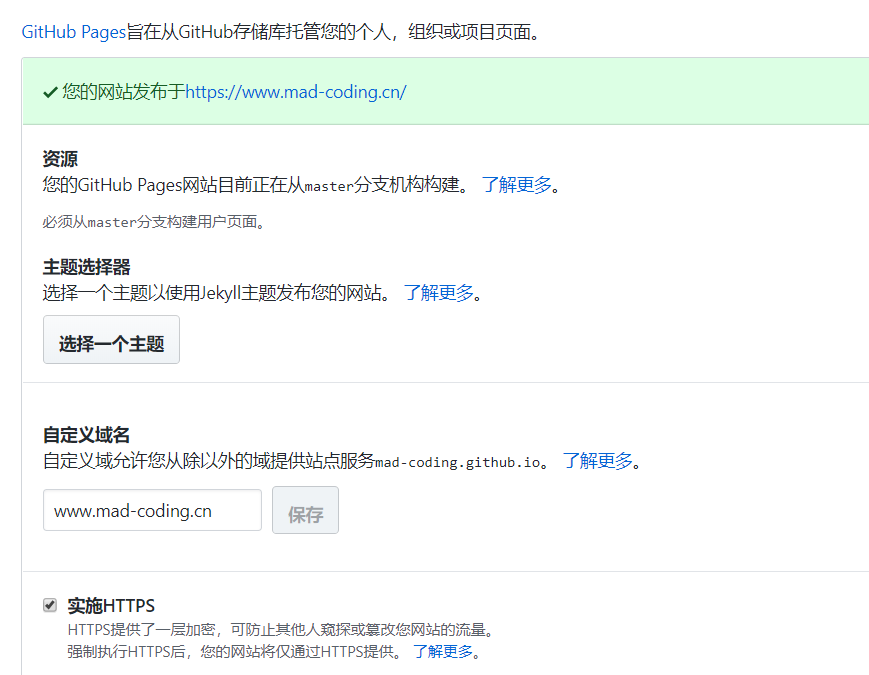 GitHub Pages旨在从GitHub存储库托管您的个人，组织或项目页面。
您的网站发布于https://www.mad-coding.cn/
资源
您的GitHub Pages网站目前正在从master分支机构构建。 了解更多。
必须从master分支构建用户页面。
主题选择器
选择一个主题以使用Jekyll主题发布您的网站。 了解更多。
选择一个主题
自定义域名
自定义域允许您从除以外的域提供站点服务mad-coding.github.io。 了解更多。
www.mad-coding.cn 保存
实施HTTPS
HTTPS提供了一层加密，可防止其他人窥探或篡改您网站的流量。
强制执行HTTPS后，您的网站将仅通过HTTPS提供。 了解更多。